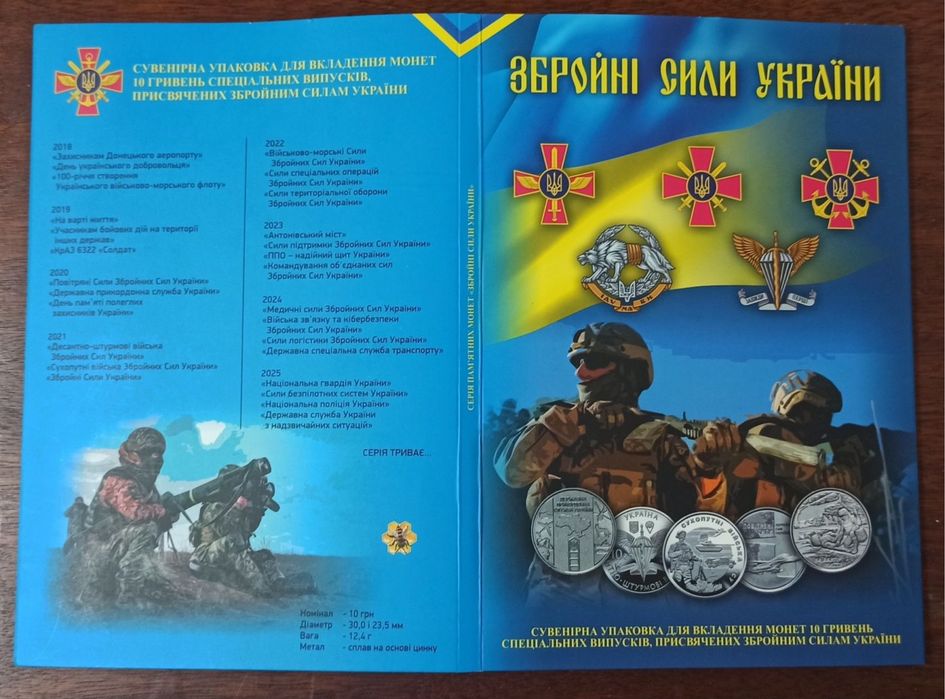 СУВЕНІРНА УПАКОВКА ДЛЯ ВКЛАДЕННЯ МОНЕТ
10 ГРИВЕНЬ СПЕЦІАЛЬНИХ ВИПУСКІВ,
ПРИСВЯЧЕНИХ ЗБРОЙНИМ СИЛАМ УКРАЇНИ
2018
«Захисникам Донецького аеропорту»
«День українського добровольця»
«100-річчя створення
Українського військово-морського флоту»
2019
«На варті життя»
«Учасникам бойових дій на території
інших держав»
«КрАЗ 6322 «Солдат»
2020
«Повітряні Сили Збройних Сил України»
«Державна прикордонна служба України»
«День пам'яті полеглих
захисників України»
2021
«Десантно-штурмові війська
Збройних Сил України»
«Сухопутні війська Збройних Сил України»
«Збройні Сили України»
2022
«Військово-морські Сили
Збройних Сил України»
«Сили спеціальних операцій
Збройних Сил України»
«Сили територіальної оборони
Збройних Сил України»
2023
«Антонівський міст»
«Сили підтримки Збройних Сил України»
«ППО – надійний щит України»
«Командування об'єднаних сил
Збройних Сил України»
2024
«Медичні сили Збройних Сил України»
«Війська зв'язку та кібербезпеки
Збройних Сил України»
«Сили логістики Збройних Сил України»
«Державна спеціальна служба транспорту»
2025
«Національна гвардія України»
«Сили безпілотних систем України»
«Національна поліція України»
«Державна служба України
з надзвичайних ситуацій»
СЕРІЯ ТРИВАЄ...
Номінал - 10 грн
Діаметр - 30,0 і 23,5 мм
Вага - 12,4 г
Метал - сплав на основі цинку
СЕРІЯ ПАМ'ЯТНИХ МОНЕТ «ЗБРОЙНІ СИЛИ УКРАЇНИ»
ЗБРОЙНІ СИЛИ УКРАЇНИ
ЗАВЖДИ ПЕРШІ
УКРАЇНА
СУХОПУТНІ ВІЙСЬКА
СУВЕНІРНА УПАКОВКА ДЛЯ ВКЛАДЕННЯ МОНЕТ 10 ГРИВЕНЬ
СПЕЦІАЛЬНИХ ВИПУСКІВ, ПРИСВЯЧЕНИХ ЗБРОЙНИМ СИЛАМ УКРАЇНИ